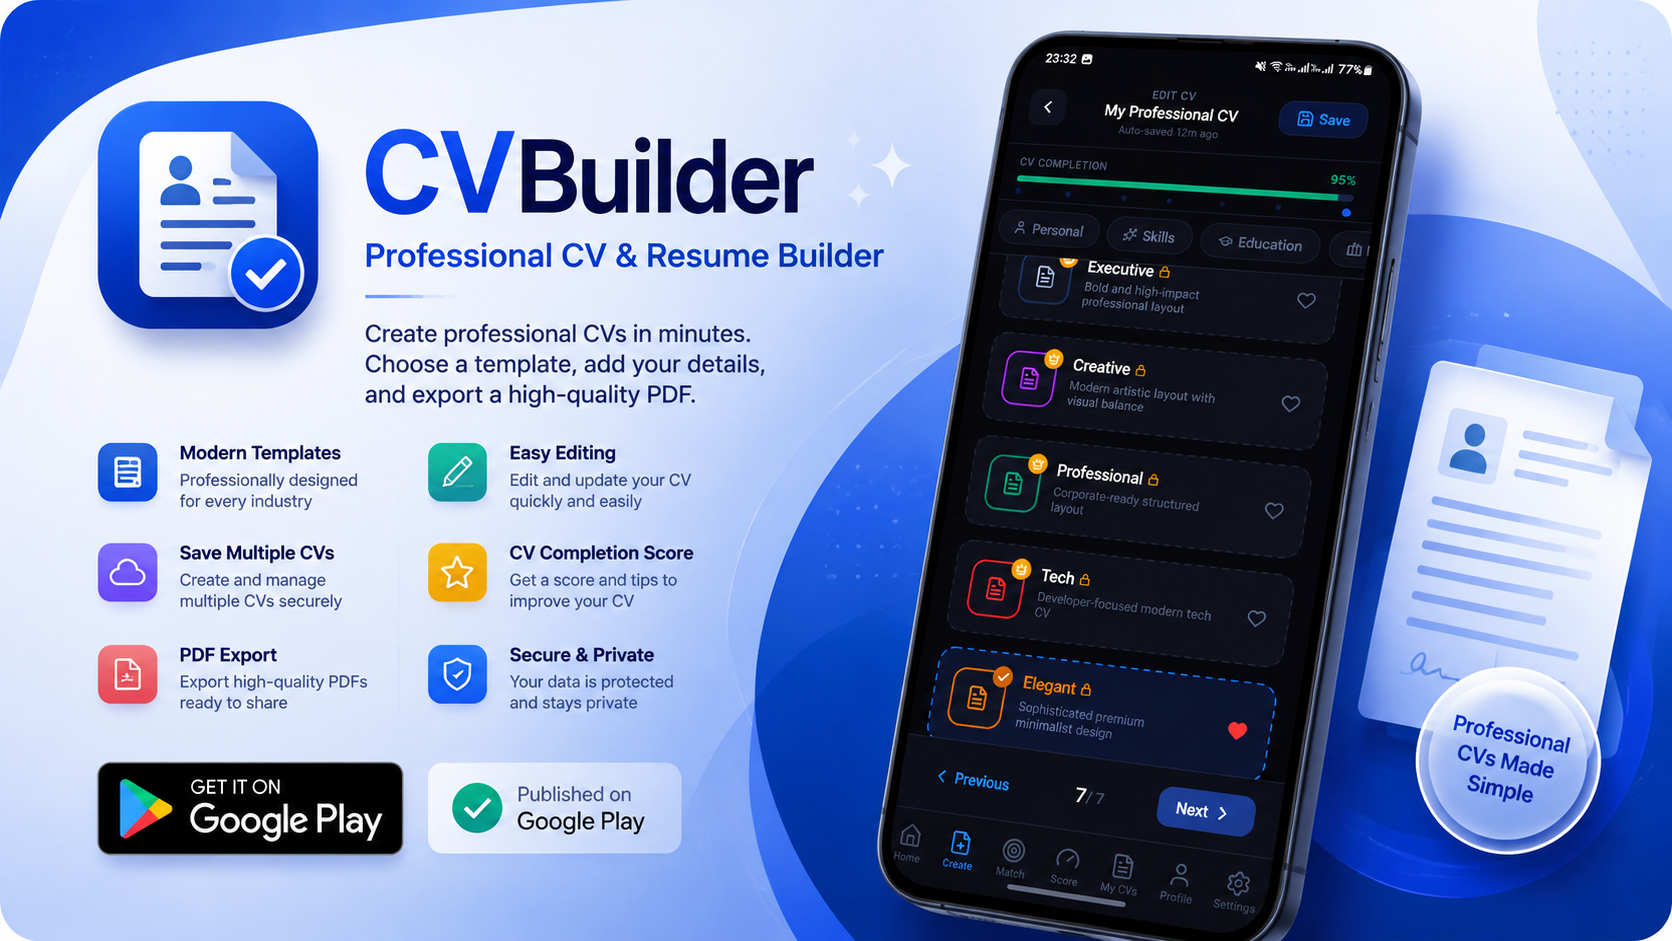 CVBuilder
Professional CV & Resume Builder
Create professional CVs in minutes.
Choose a template, add your details,
and export a high-quality PDF.
Modern Templates
Professionally designed
for every industry
Easy Editing
Edit and update your CV
quickly and easily
Save Multiple CVs
Create and manage
multiple CVs securely
CV Completion Score
Get a score and tips to
improve your CV
PDF Export
Export high-quality PDFs
ready to share
Secure & Private
Your data is protected
and stays private
GET IT ON
Google Play
Published on
Google Play
23:32
77%
EDIT CV
My Professional CV
Auto-saved 12m ago
Save
CV COMPLETION
95%
Personal
Skills
Education
Executive
Bold and high-impact
professional layout
Creative
Modern artistic layout with
visual balance
Professional
Corporate-ready structured
layout
Tech
Developer-focused modern tech
CV
Elegant
Sophisticated premium
minimalist design
Previous
7/7
Next
Home
Create
Match
Score
My CVs
Profile
Settings
Professional
CVs Made
Simple